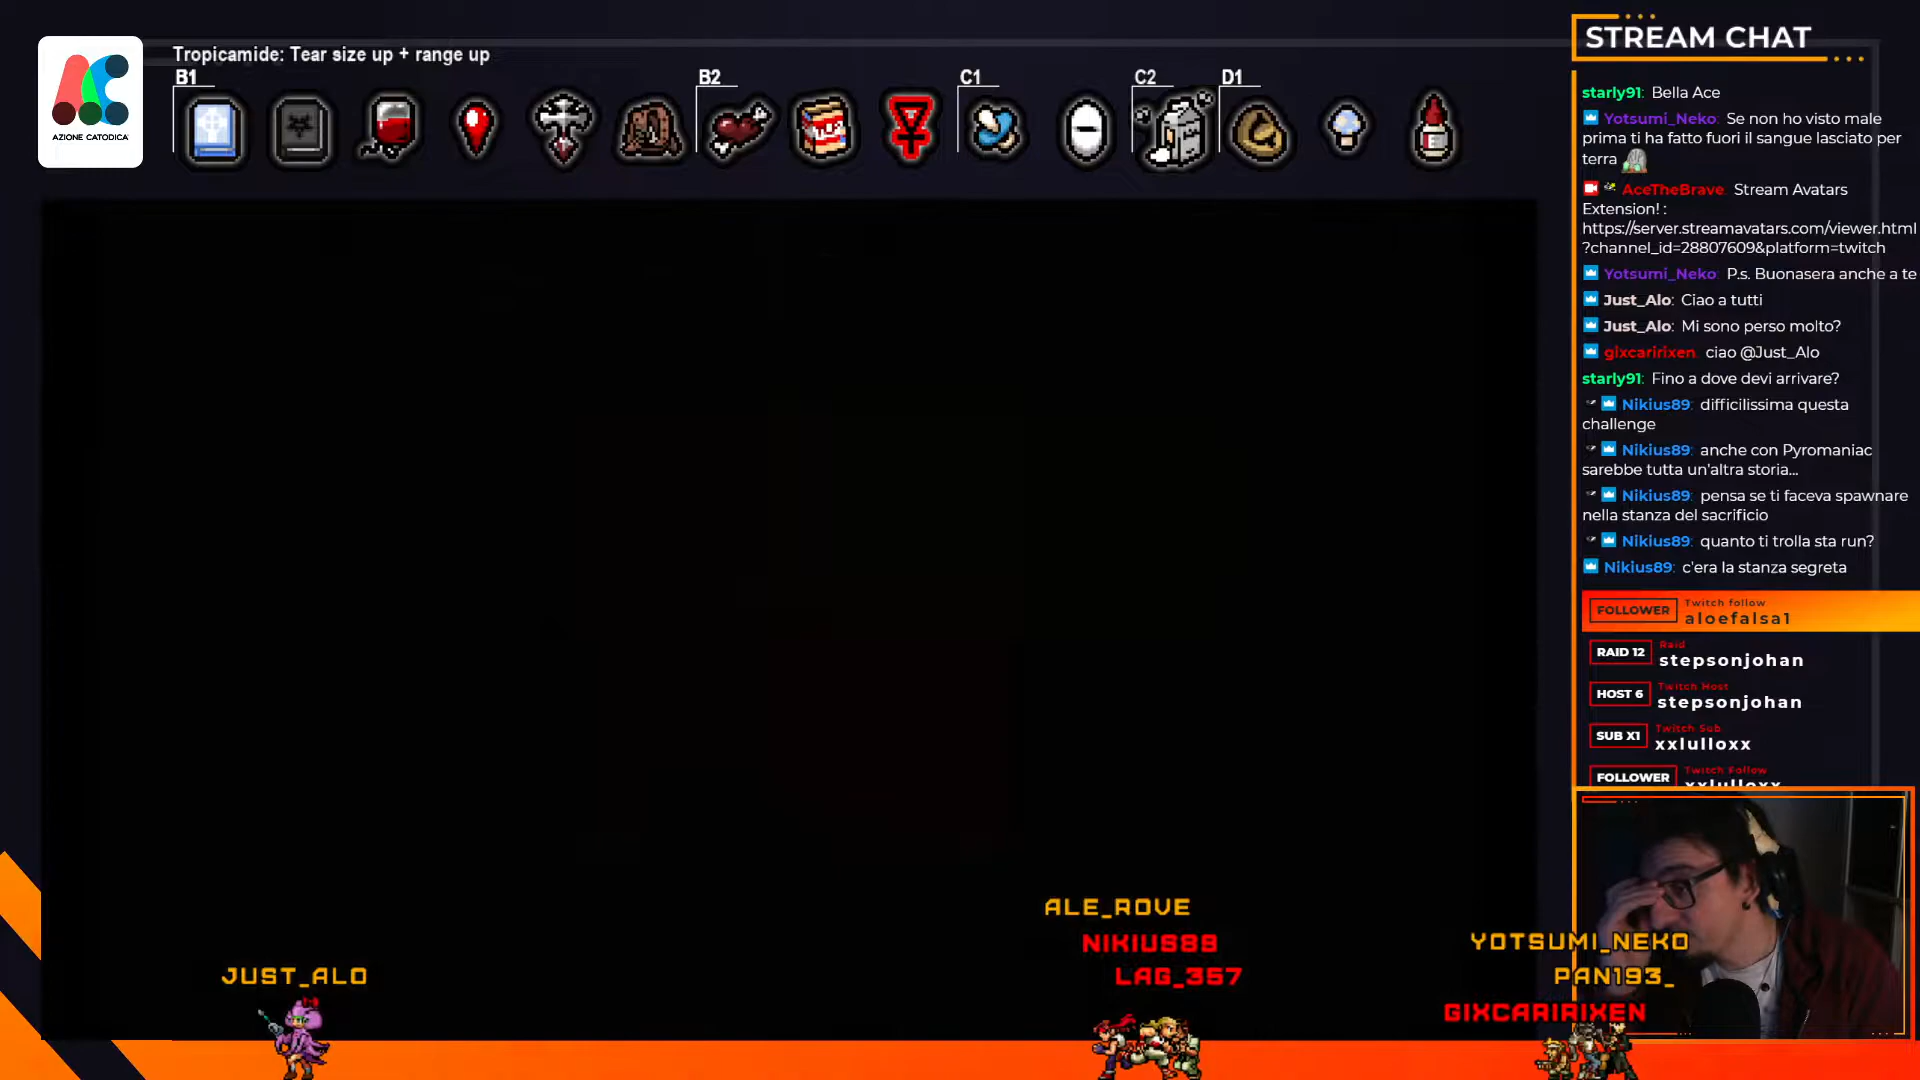 AZIONE CATODICA
Tropicamide: Tear size up + range up
B1
B2
C1
C2
D1
STREAM CHAT
starly91: Bella Ace
Yotsumi_Neko: Se non ho visto male
prima ti ha fatto fuori il sangue lasciato per
terra
AceTheBrave: Stream Avatars
Extension! :
https://server.streamavatars.com/viewer.html
?channel_id=28807609&platform=twitch
Yotsumi_Neko: P.s. Buonasera anche a te
Just_Alo: Ciao a tutti
Just_Alo: Mi sono perso molto?
gixcaririxen: ciao @Just_Alo
starly91: Fino a dove devi arrivare?
Nikius89: difficilissima questa
challenge
Nikius89: anche con Pyromaniac
sarebbe tutta un'altra storia...
Nikius89: pensa se ti faceva spawnare
nella stanza del sacrificio
Nikius89: quanto ti trolla sta run?
Nikius89: c'era la stanza segreta
FOLLOWER Twitch follow
aloefalsa1
RAID 12 Raid
stepsonjohan
HOST 6 Twitch Host
stepsonjohan
SUB X1 Twitch Sub
xxlulloxx
FOLLOWER Twitch Follow
xxlulloxx
JUST_ALO
ALE_ROVE
NIKIUS89
LAG_357
YOTSUMI_NEKO
PAN193_
GIXCARIRIXEN